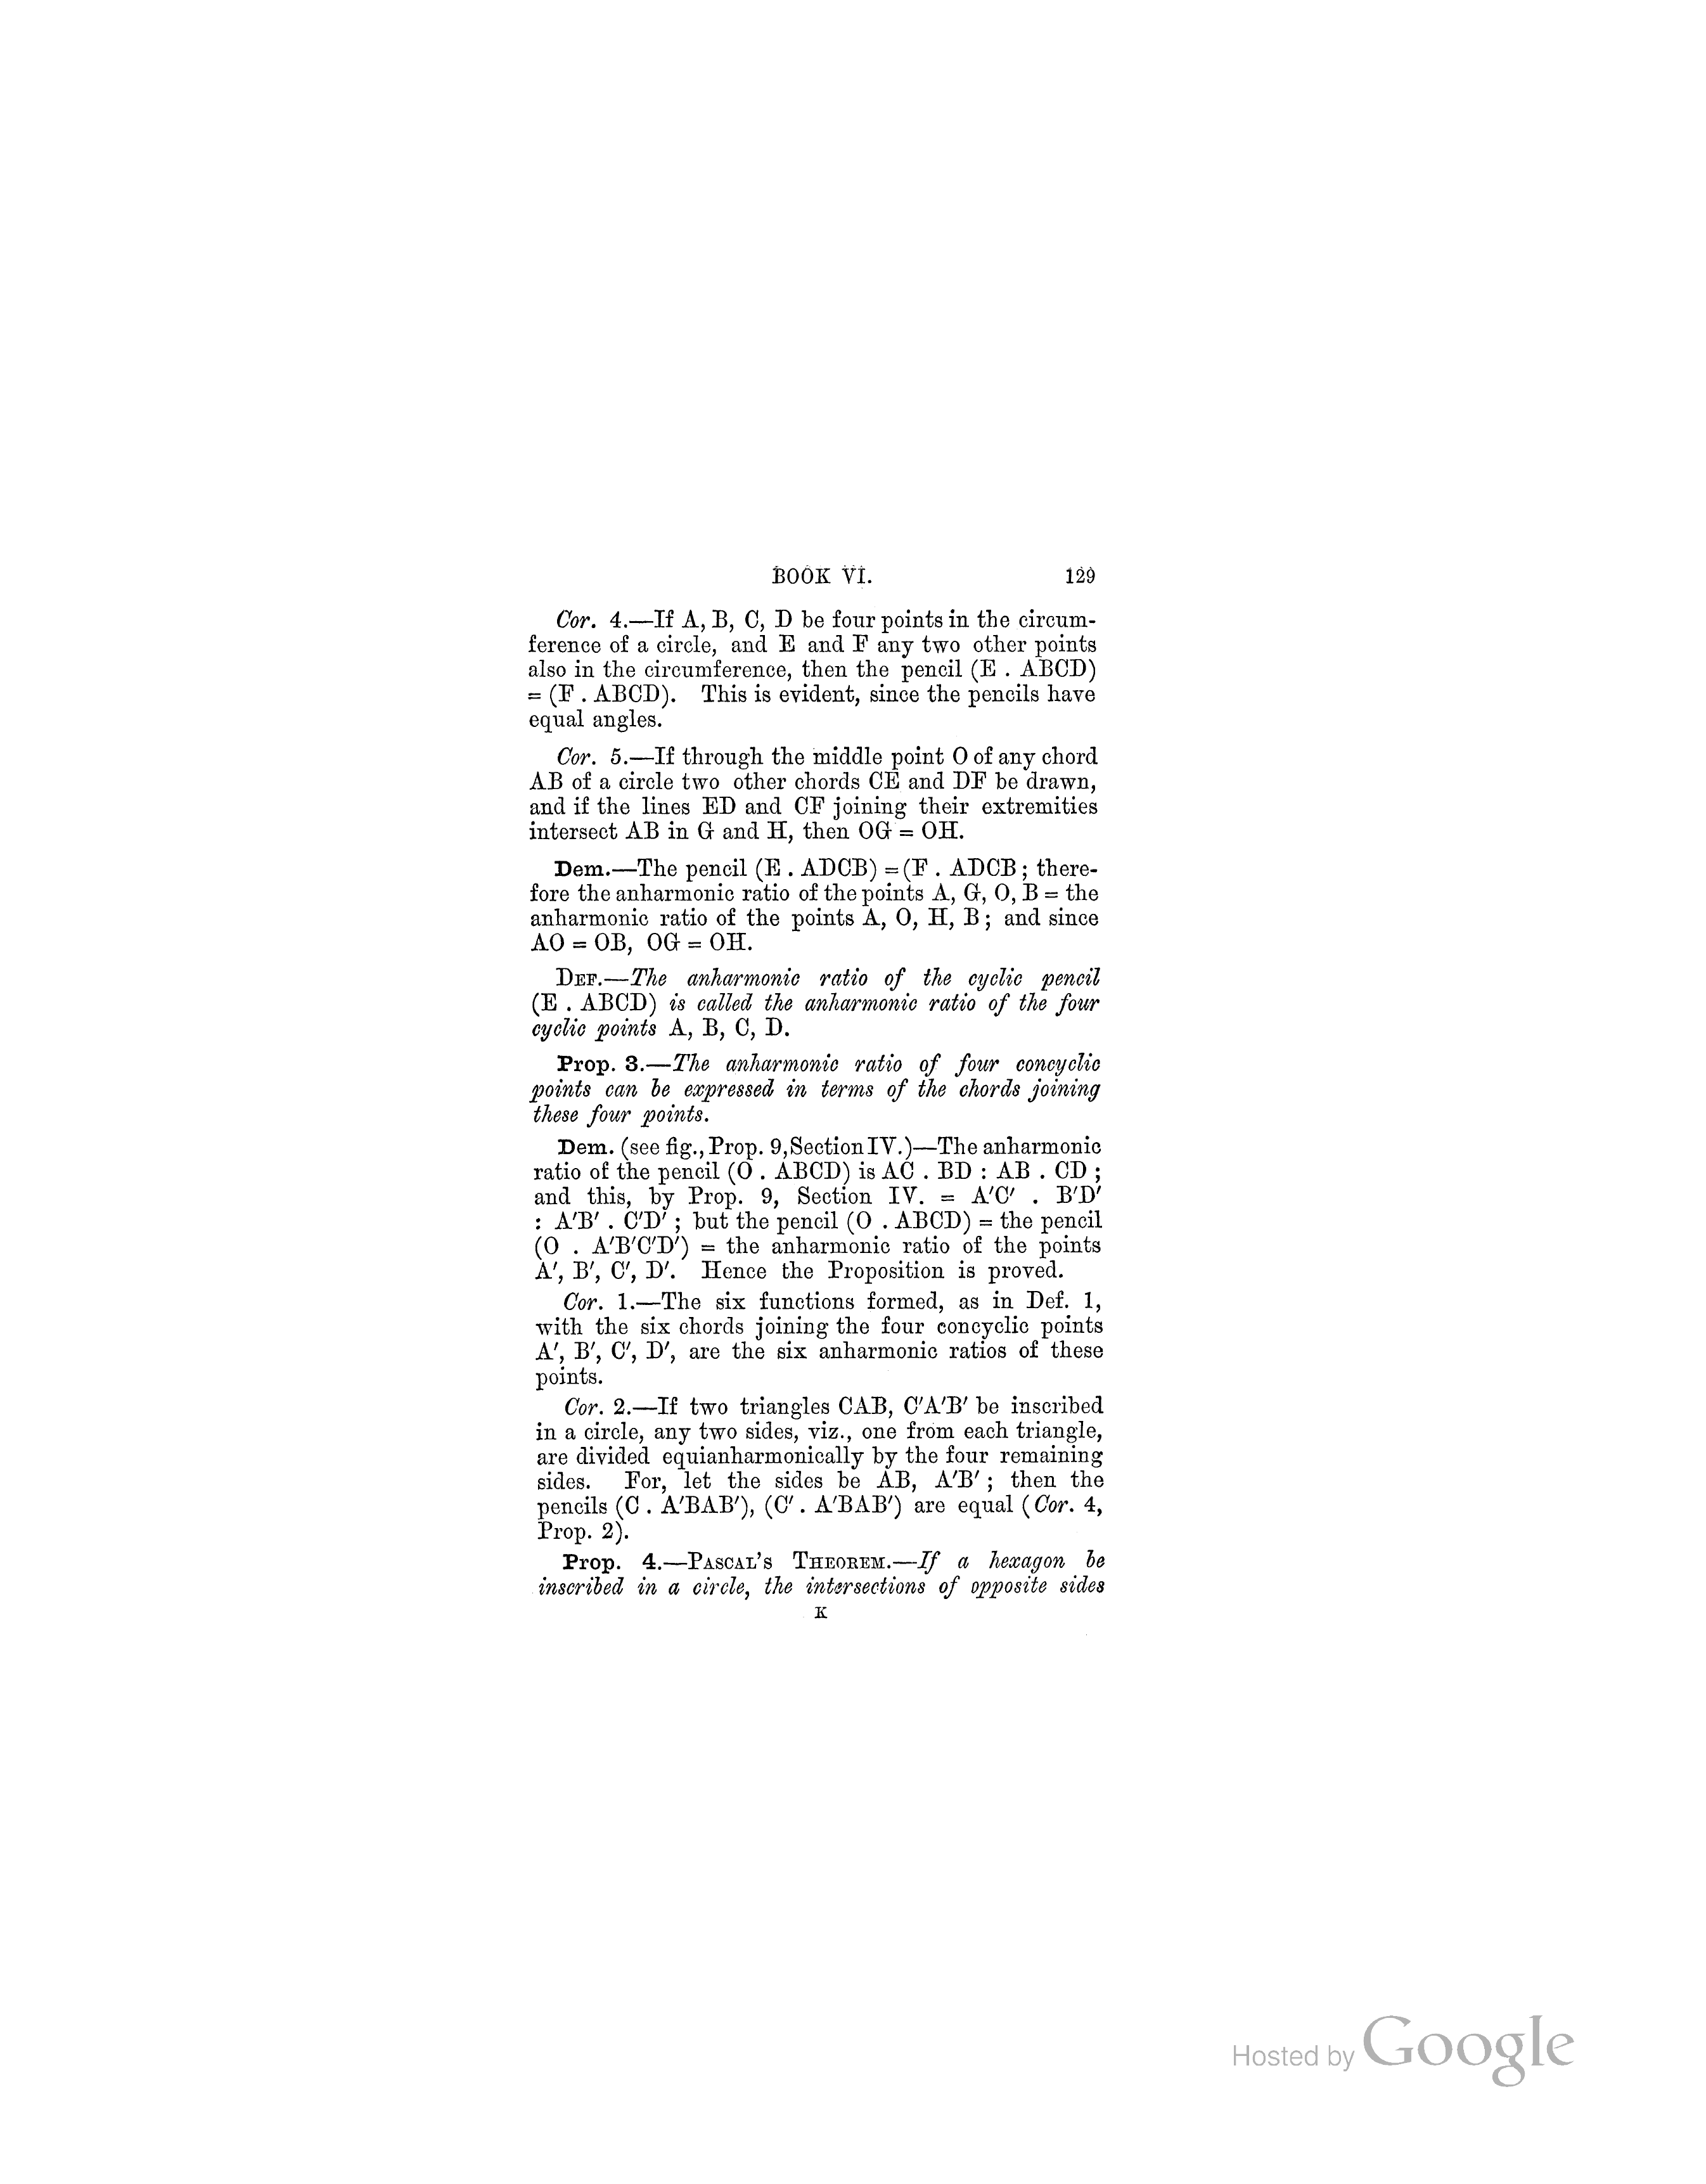 BOOK VI. 129
Cor. 4.—If A, B, C, D be four points in the circum-
ference of a circle, and E and F any two other points
also in the circumference, then the pencil (E . ABCD)
= (F . ABCD). This is evident, since the pencils have
equal angles.
Cor. 5.—If through the middle point O of any chord
AB of a circle two other chords CE and DF be drawn,
and if the lines ED and CF joining their extremities
intersect AB in G and H, then OG = OH.
Dem.—The pencil (E . ADCB) = (F . ADCB ; there-
fore the anharmonic ratio of the points A, G, O, B = the
anharmonic ratio of the points A, O, H, B ; and since
AO = OB, OG = OH.
DEF.—The anharmonic ratio of the cyclic pencil
(E . ABCD) is called the anharmonic ratio of the four
cyclic points A, B, C, D.
Prop. 3.—The anharmonic ratio of four concyclic
points can be expressed in terms of the chords joining
these four points.
Dem. (see fig., Prop. 9, Section IV.)—The anharmonic
ratio of the pencil (O . ABCD) is AC . BD : AB . CD ;
and this, by Prop. 9, Section IV. = A′C′ . B′D′
: A′B′ . C′D′ ; but the pencil (O . ABCD) = the pencil
(O . A′B′C′D′) = the anharmonic ratio of the points
A′, B′, C′, D′. Hence the Proposition is proved.
Cor. 1.—The six functions formed, as in Def. 1,
with the six chords joining the four concyclic points
A′, B′, C′, D′, are the six anharmonic ratios of these
points.
Cor. 2.—If two triangles CAB, C′A′B′ be inscribed
in a circle, any two sides, viz., one from each triangle,
are divided equianharmonically by the four remaining
sides. For, let the sides be AB, A′B′ ; then the
pencils (C . A′BAB′), (C′ . A′BAB′) are equal (Cor. 4,
Prop. 2).
Prop. 4.—PASCAL'S THEOREM.—If a hexagon be
inscribed in a circle, the intersections of opposite sides
K
Hosted by Google